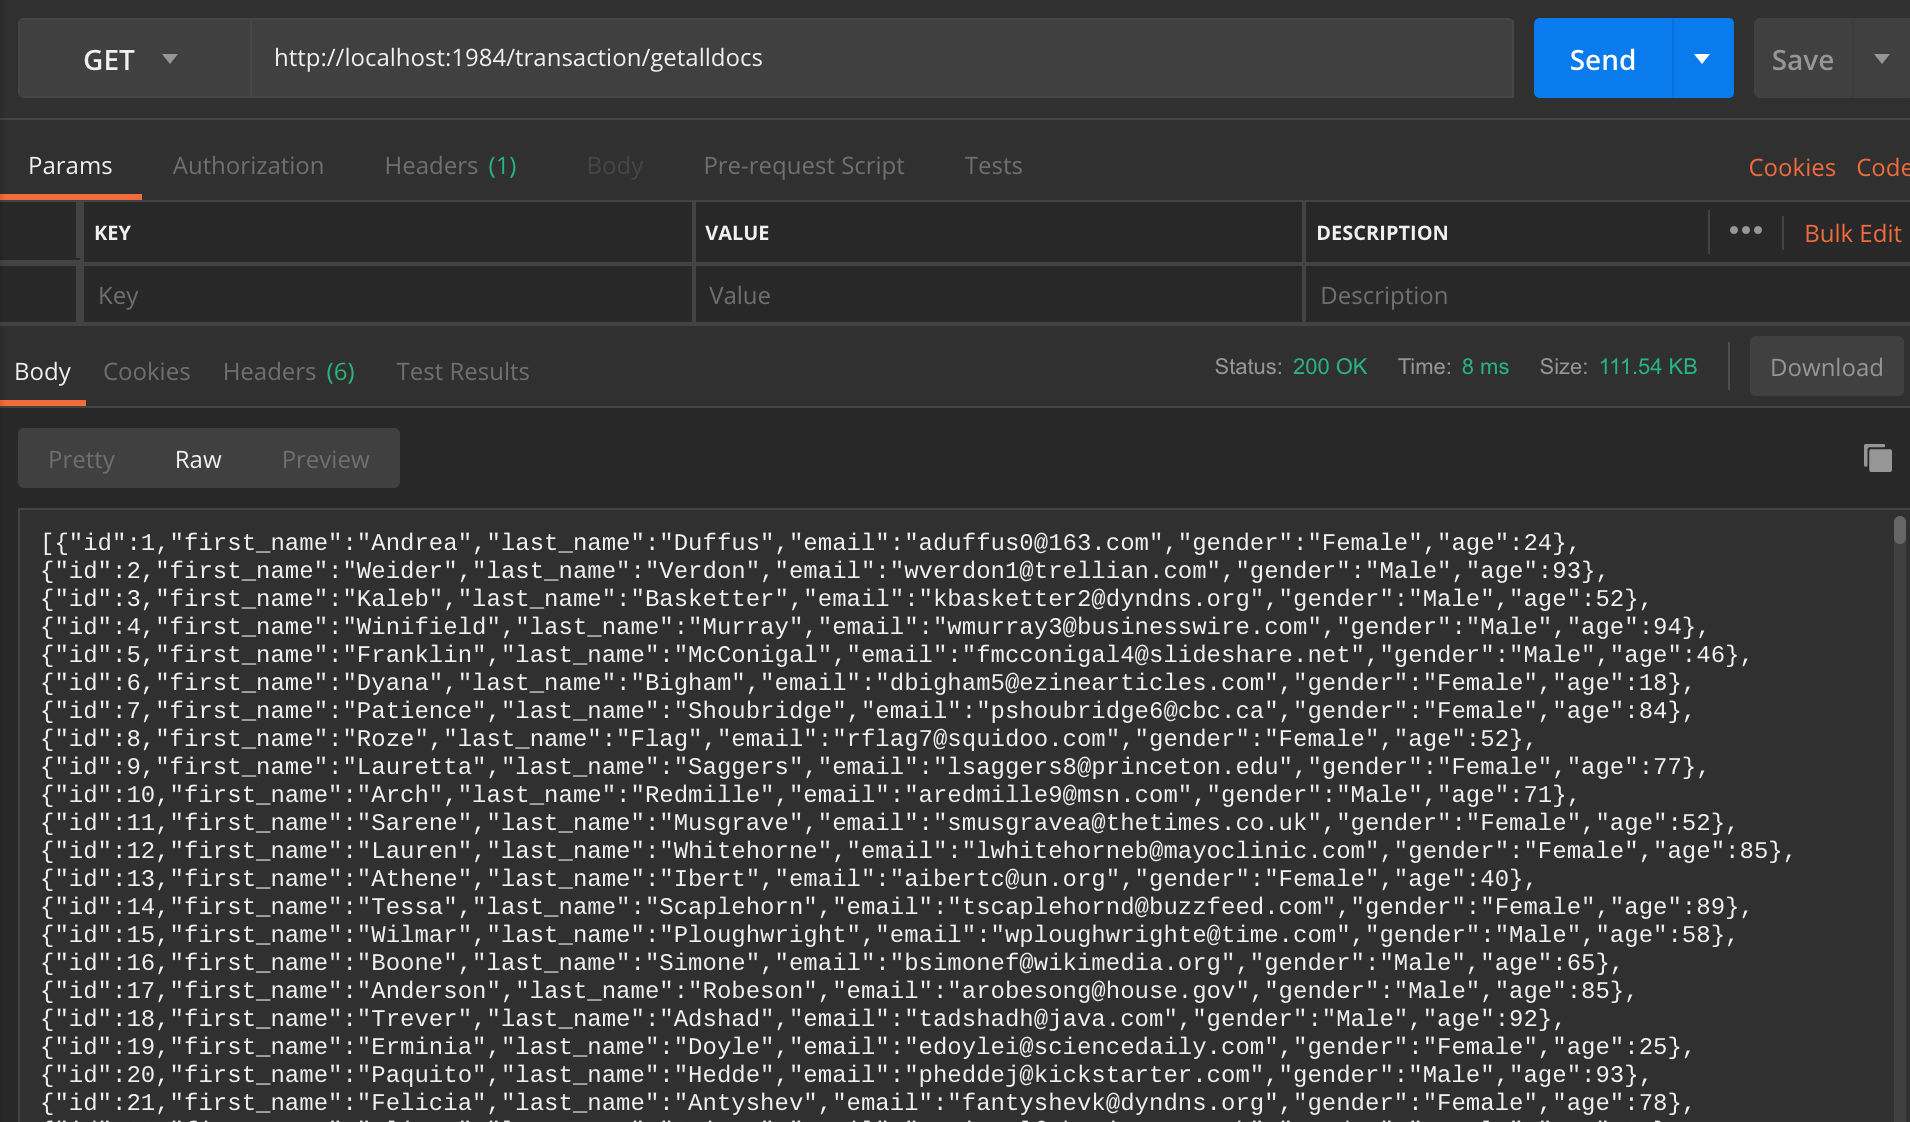 GET http://localhost:1984/transaction/getalldocs Send Save
Params Authorization Headers (1) Body Pre-request Script Tests Cookies Code
KEY VALUE DESCRIPTION ••• Bulk Edit
Key Value Description
Body Cookies Headers (6) Test Results Status: 200 OK Time: 8 ms Size: 111.54 KB Download
Pretty Raw Preview
[{"id":1,"first_name":"Andrea","last_name":"Duffus","email":"aduffus0@163.com","gender":"Female","age":24},
{"id":2,"first_name":"Weider","last_name":"Verdon","email":"wverdon1@trellian.com","gender":"Male","age":93},
{"id":3,"first_name":"Kaleb","last_name":"Basketter","email":"kbasketter2@dyndns.org","gender":"Male","age":52},
{"id":4,"first_name":"Winifield","last_name":"Murray","email":"wmurray3@businesswire.com","gender":"Male","age":94},
{"id":5,"first_name":"Franklin","last_name":"McConigal","email":"fmcconigal4@slideshare.net","gender":"Male","age":46},
{"id":6,"first_name":"Dyana","last_name":"Bigham","email":"dbigham5@ezinearticles.com","gender":"Female","age":18},
{"id":7,"first_name":"Patience","last_name":"Shoubridge","email":"pshoubridge6@cbc.ca","gender":"Female","age":84},
{"id":8,"first_name":"Roze","last_name":"Flag","email":"rflag7@squidoo.com","gender":"Female","age":52},
{"id":9,"first_name":"Lauretta","last_name":"Saggers","email":"lsaggers8@princeton.edu","gender":"Female","age":77},
{"id":10,"first_name":"Arch","last_name":"Redmille","email":"aredmille9@msn.com","gender":"Male","age":71},
{"id":11,"first_name":"Sarene","last_name":"Musgrave","email":"smusgravea@thetimes.co.uk","gender":"Female","age":52},
{"id":12,"first_name":"Lauren","last_name":"Whitehorne","email":"lwhitehorneb@mayoclinic.com","gender":"Female","age":85},
{"id":13,"first_name":"Athene","last_name":"Ibert","email":"aibertc@un.org","gender":"Female","age":40},
{"id":14,"first_name":"Tessa","last_name":"Scaplehorn","email":"tscaplehornd@buzzfeed.com","gender":"Female","age":89},
{"id":15,"first_name":"Wilmar","last_name":"Ploughwright","email":"wploughwrighte@time.com","gender":"Male","age":58},
{"id":16,"first_name":"Boone","last_name":"Simone","email":"bsimonef@wikimedia.org","gender":"Male","age":65},
{"id":17,"first_name":"Anderson","last_name":"Robeson","email":"arobesong@house.gov","gender":"Male","age":85},
{"id":18,"first_name":"Trever","last_name":"Adshad","email":"tadshadh@java.com","gender":"Male","age":92},
{"id":19,"first_name":"Erminia","last_name":"Doyle","email":"edoylei@sciencedaily.com","gender":"Female","age":25},
{"id":20,"first_name":"Paquito","last_name":"Hedde","email":"pheddej@kickstarter.com","gender":"Male","age":93},
{"id":21,"first_name":"Felicia","last_name":"Antyshev","email":"fantyshevk@dyndns.org","gender":"Female","age":78},